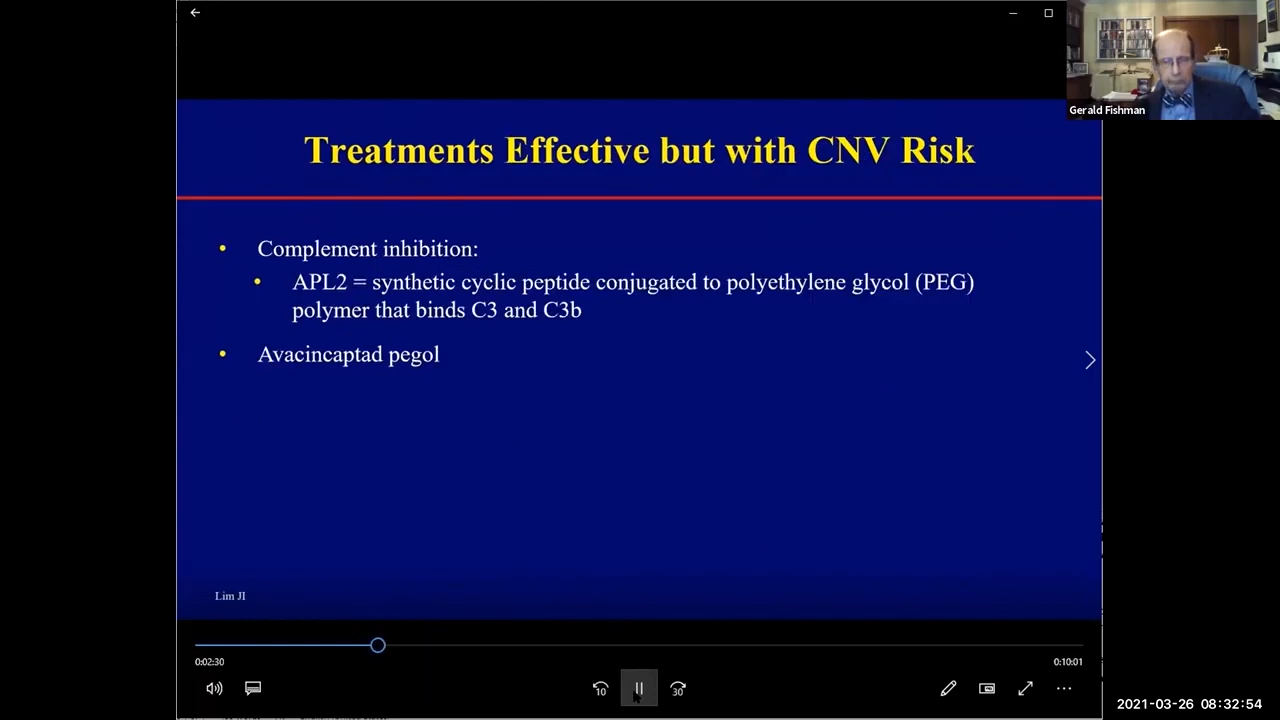 Gerald Fishman
Treatments Effective but with CNV Risk
• Complement inhibition:
• APL2 = synthetic cyclic peptide conjugated to polyethylene glycol (PEG)
polymer that binds C3 and C3b
• Avacincaptad pegol
Lim JI
0:02:30
0:10:01
10
30
2021-03-26 08:32:54